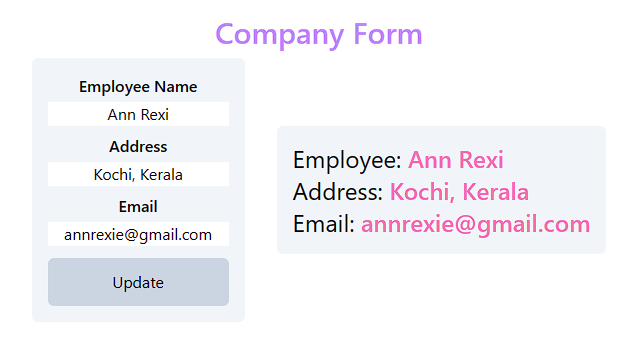 Company Form
Employee Name
Ann Rexi
Address
Kochi, Kerala
Email
annrexie@gmail.com
Update
Employee: Ann Rexi
Address: Kochi, Kerala
Email: annrexie@gmail.com